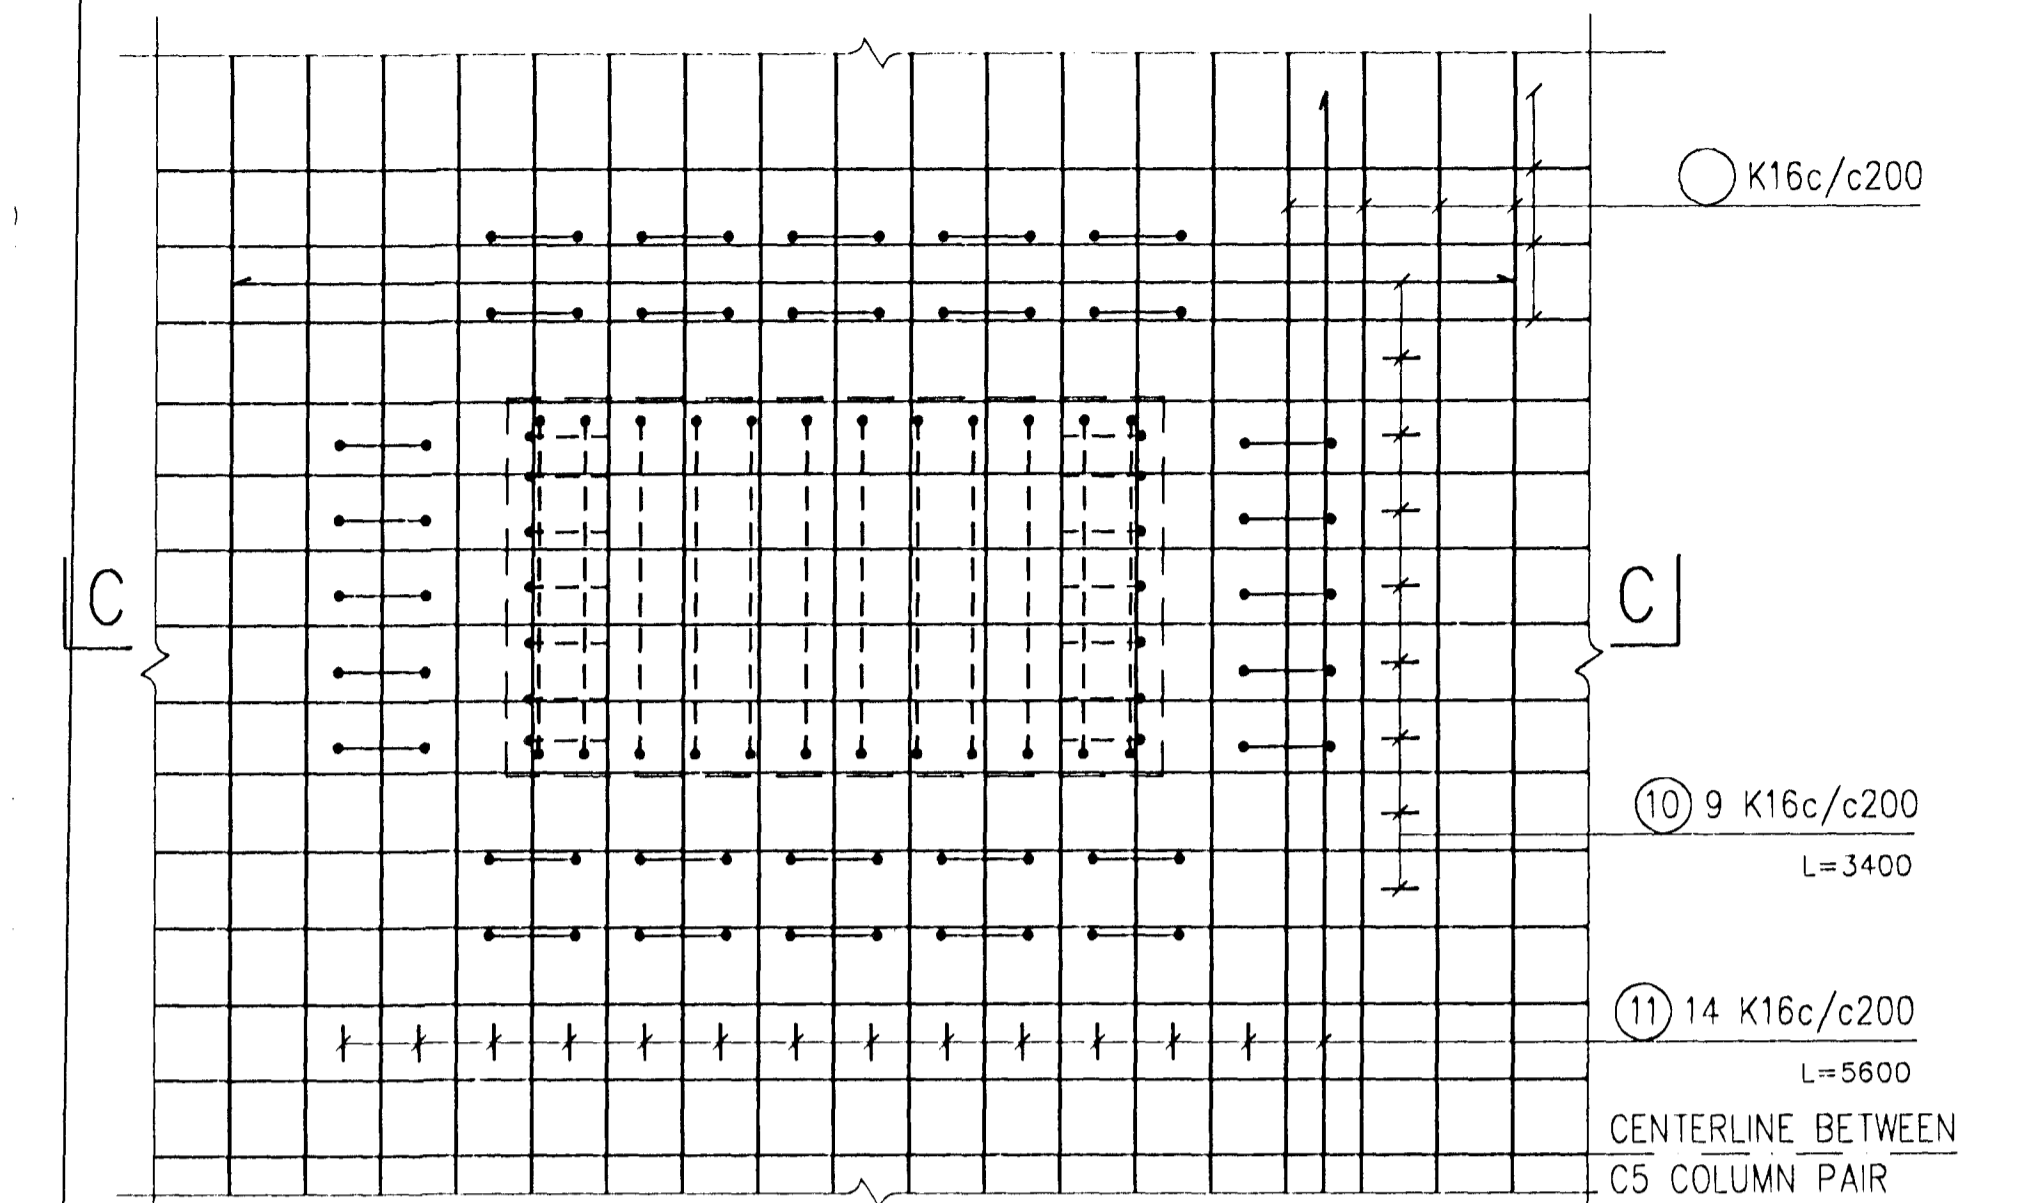 K16c/c200
C
C
10 9 K16c/c200
L=3400
11 14 K16c/c200
L=5600
CENTERLINE BETWEEN
C5 COLUMN PAIR